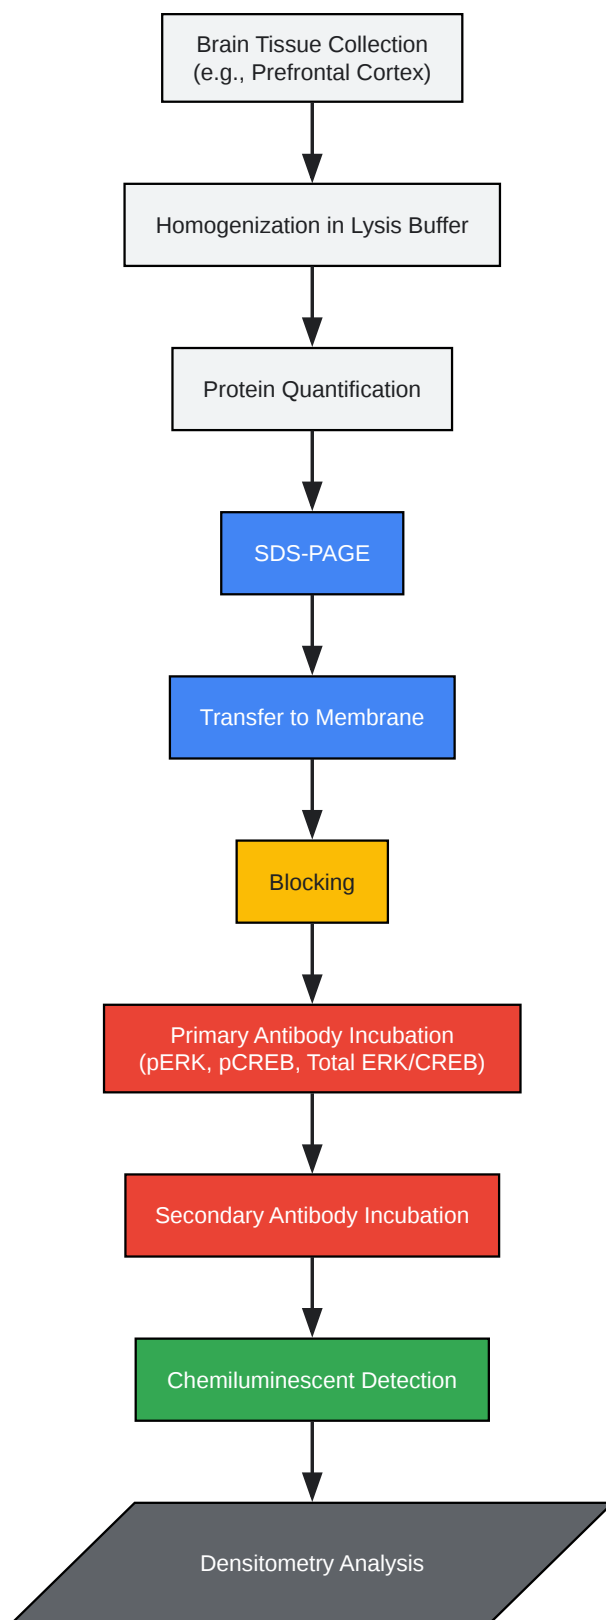 Brain Tissue Collection
(e.g., Prefrontal Cortex)
Homogenization in Lysis Buffer
Protein Quantification
SDS-PAGE
Transfer to Membrane
Blocking
Primary Antibody Incubation
(pERK, pCREB, Total ERK/CREB)
Secondary Antibody Incubation
Chemiluminescent Detection
Densitometry Analysis